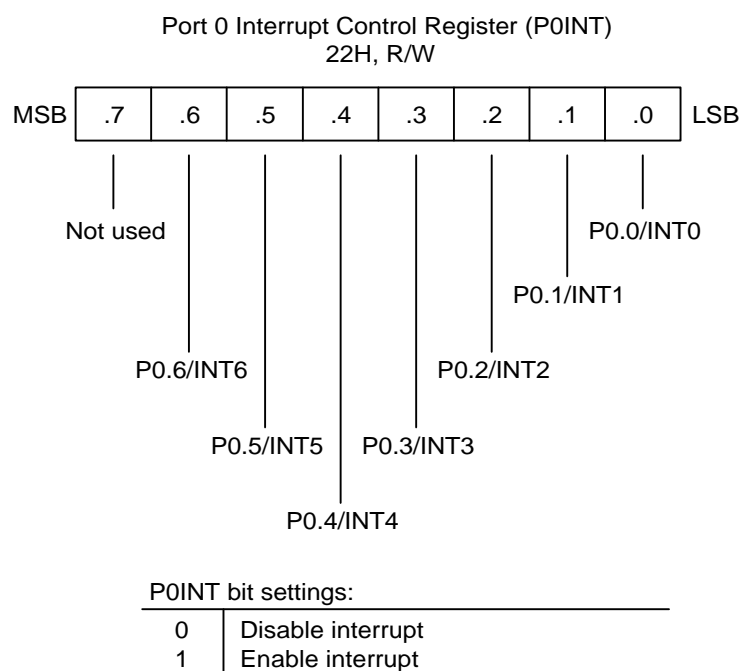 Port 0 Interrupt Control Register (P0INT)
22H, R/W
MSB .7 .6 .5 .4 .3 .2 .1 .0 LSB
Not used P0.0/INT0
P0.1/INT1
P0.6/INT6 P0.2/INT2
P0.5/INT5 P0.3/INT3
P0.4/INT4
P0INT bit settings:
0 Disable interrupt
1 Enable interrupt